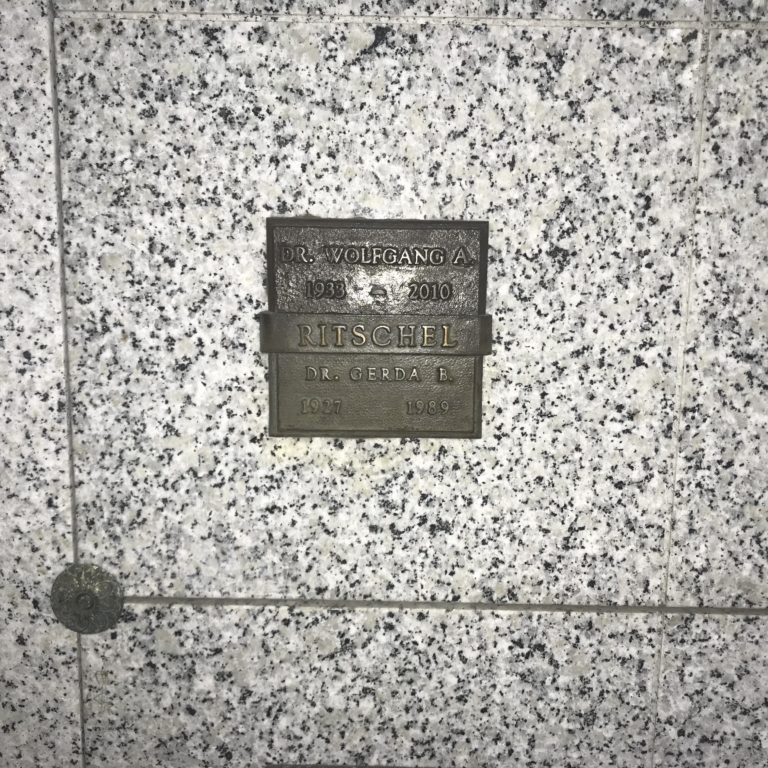 DR. WOLFGANG A.
1933 2010
RITSCHEL
DR. GERDA B.
1927 1989